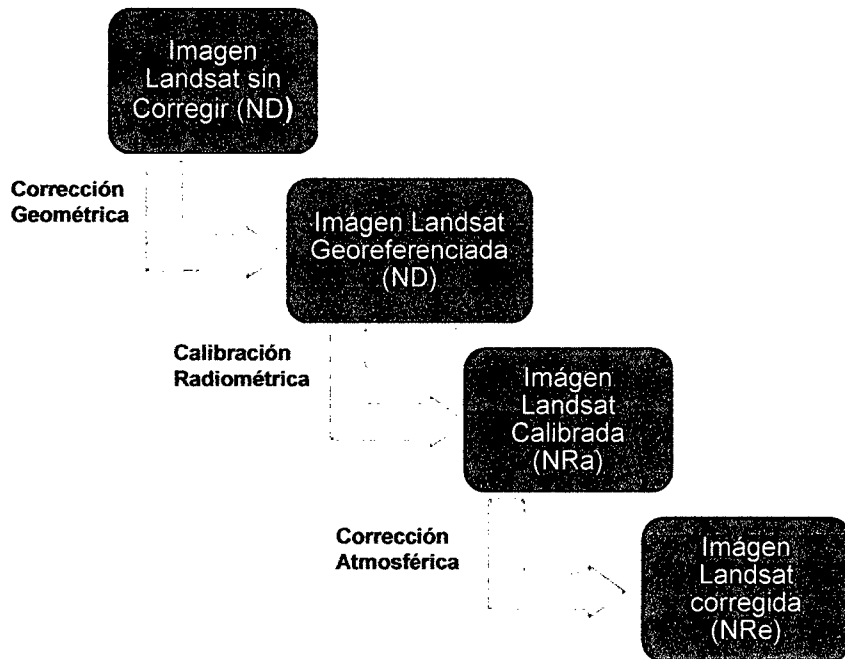 Imagen
Landsat sin
Corregir (ND)
Corrección
Geométrica
Imágen Landsat
Georeferenciada
(ND)
Calibración
Radiométrica
Imágen
Landsat
Calibrada
(NRa)
Corrección
Atmosférica
Imágen
Landsat
corregida
(NRe)